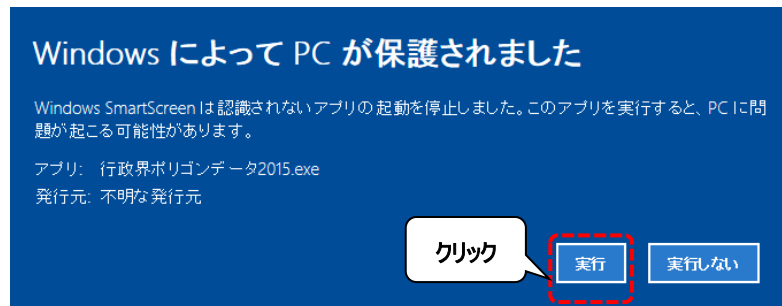 Windows によって PC が保護されました
Windows SmartScreen は認識されないアプリの起動を停止しました。このアプリを実行すると、PC に問
題が起こる可能性があります。
アプリ: 行政界ポリゴンデータ2015.exe
発行元: 不明な発行元
クリック
実行
実行しない